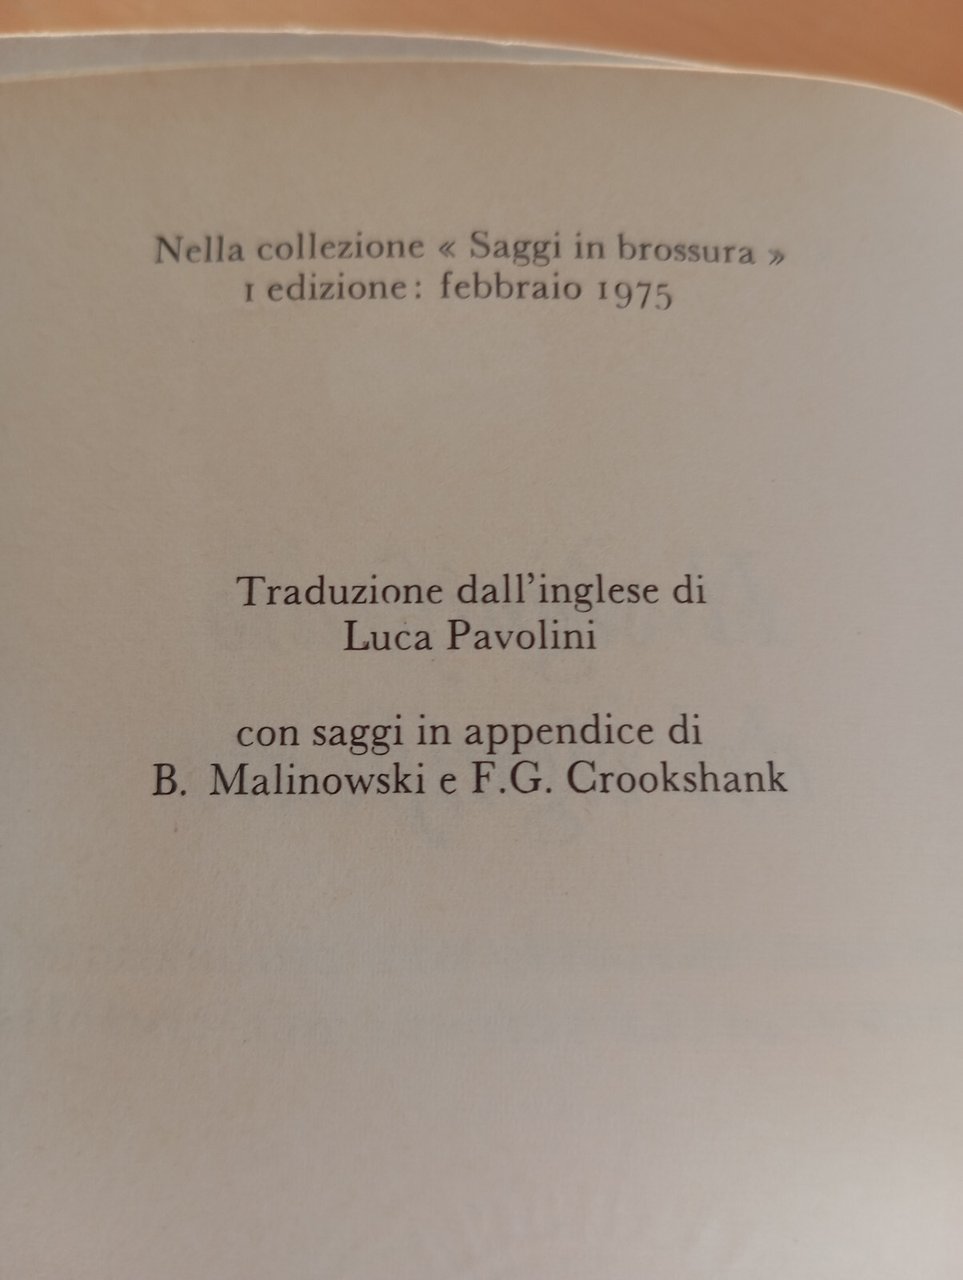 Nella collezione « Saggi in brossura »
I edizione: febbraio 1975
Traduzione dall'inglese di
Luca Pavolini
con saggi in appendice di
B. Malinowski e F.G. Crookshank